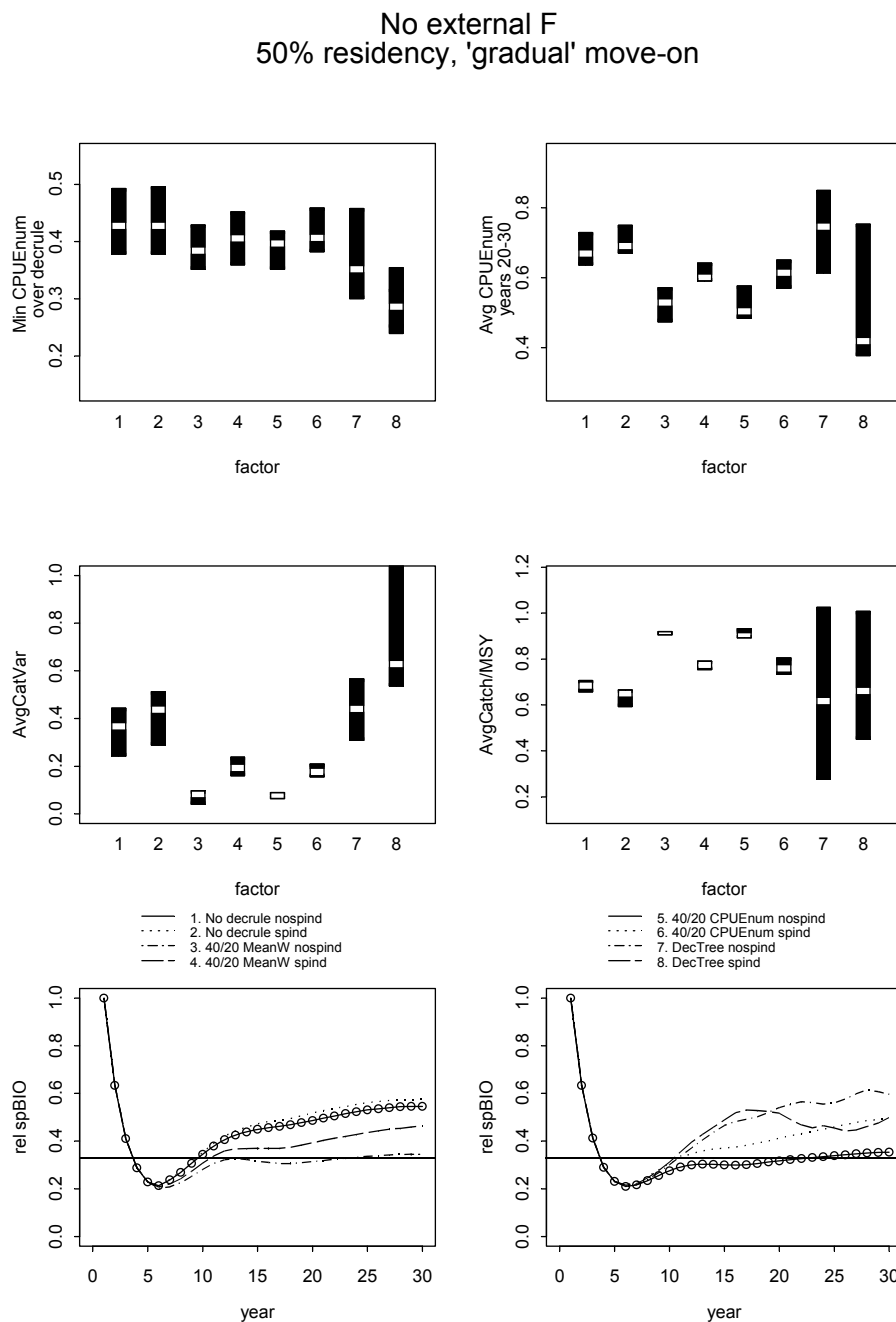 No external F
50% residency, 'gradual' move-on
Min CPUEnum
over decrule
0.5
0.4
0.3
0.2
1 2 3 4 5 6 7 8
factor
Avg CPUEnum
years 20-30
0.8
0.6
0.4
1 2 3 4 5 6 7 8
factor
AvgCatVar
1.0
0.8
0.6
0.4
0.2
0.0
1 2 3 4 5 6 7 8
factor
AvgCatch/MSY
1.2
1.0
0.8
0.6
0.4
0.2
1 2 3 4 5 6 7 8
factor
1. No decrule nospind
2. No decrule spind
3. 40/20 MeanW nospind
4. 40/20 MeanW spind
rel spBIO
1.0
0.8
0.6
0.4
0.2
0.0
0 5 10 15 20 25 30
year
5. 40/20 CPUEnum nospind
6. 40/20 CPUEnum spind
7. DecTree nospind
8. DecTree spind
rel spBIO
1.0
0.8
0.6
0.4
0.2
0.0
0 5 10 15 20 25 30
year